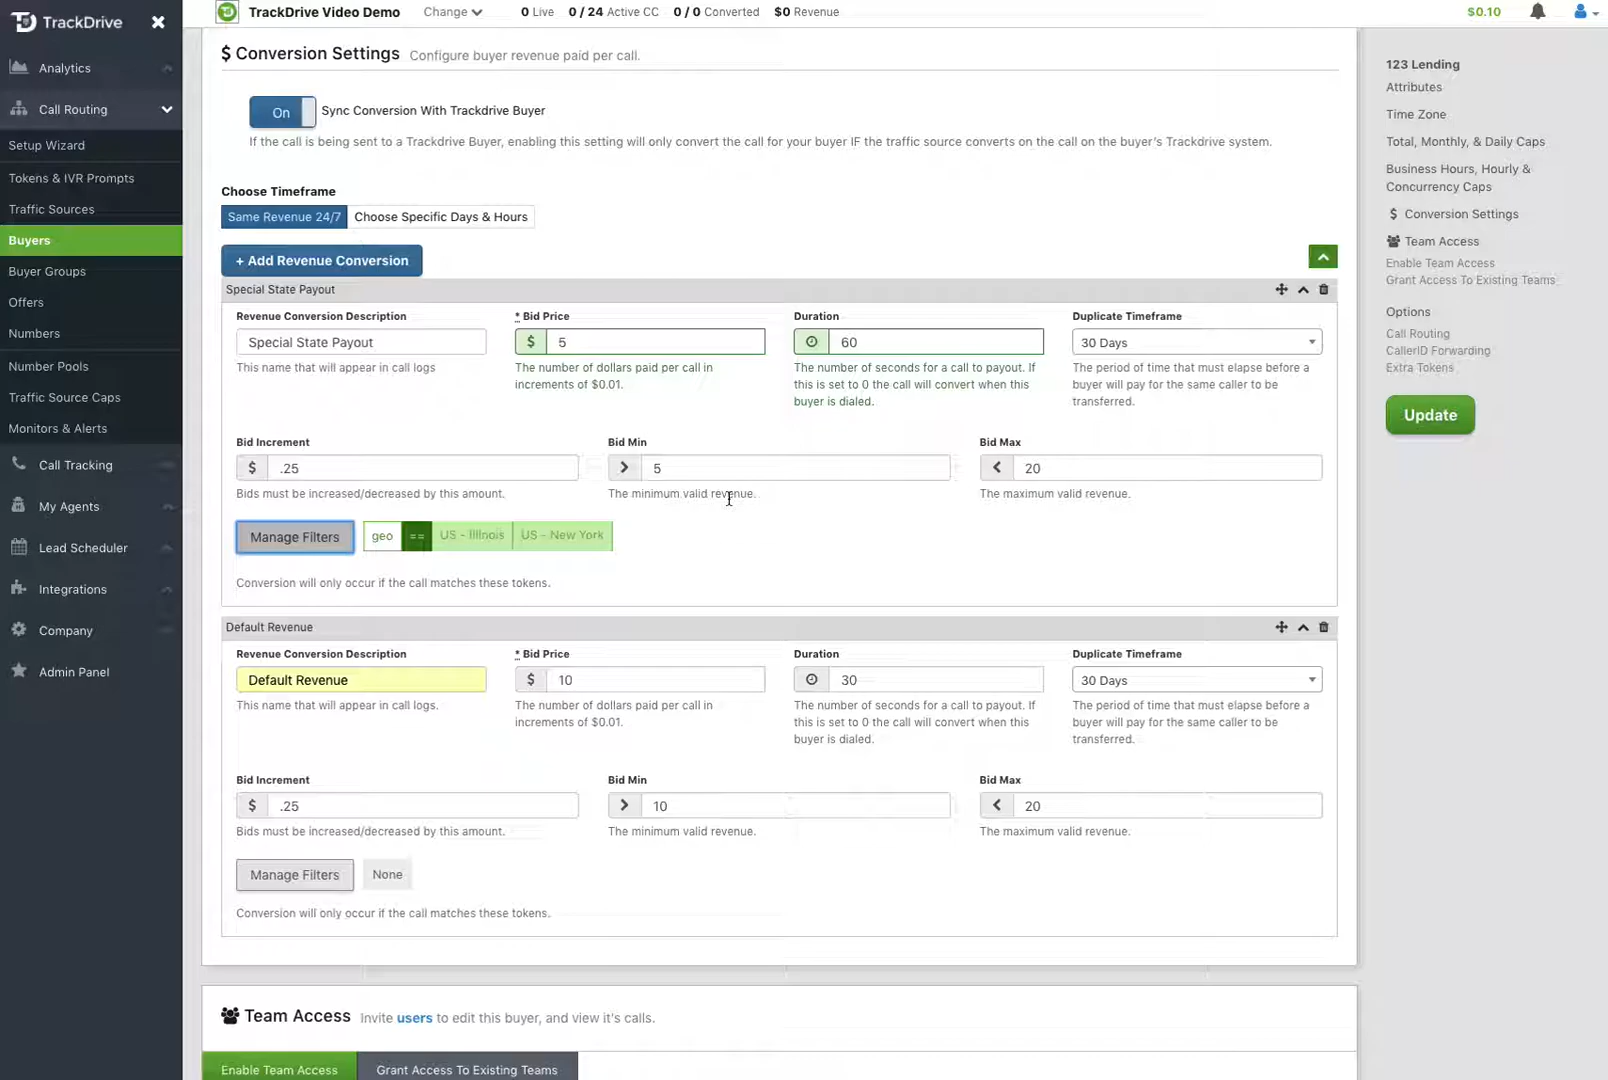 TrackDrive
TrackDrive Video Demo
Change
0 Live
0 / 24 Active CC
0 / 0 Converted
$0 Revenue
$0.10
Analytics
Call Routing
Setup Wizard
Tokens & IVR Prompts
Traffic Sources
Buyers
Buyer Groups
Offers
Numbers
Number Pools
Traffic Source Caps
Monitors & Alerts
Call Tracking
My Agents
Lead Scheduler
Integrations
Company
Admin Panel
$ Conversion Settings Configure buyer revenue paid per call.
On Sync Conversion With Trackdrive Buyer
If the call is being sent to a Trackdrive Buyer, enabling this setting will only convert the call for your buyer IF the traffic source converts on the call on the buyer's Trackdrive system.
Choose Timeframe
Same Revenue 24/7 Choose Specific Days & Hours
+ Add Revenue Conversion
Special State Payout
Revenue Conversion Description
Special State Payout
This name that will appear in call logs
* Bid Price
$ 5
The number of dollars paid per call in
increments of $0.01.
Duration
60
The number of seconds for a call to payout. If
this is set to 0 the call will convert when this
buyer is dialed.
Duplicate Timeframe
30 Days
The period of time that must elapse before a
buyer will pay for the same caller to be
transferred.
Bid Increment
$ .25
Bids must be increased/decreased by this amount.
Bid Min
> 5
The minimum valid revenue.
Bid Max
< 20
The maximum valid revenue.
Manage Filters geo == US - Illinois US - New York
Conversion will only occur if the call matches these tokens.
Default Revenue
Revenue Conversion Description
Default Revenue
This name that will appear in call logs.
* Bid Price
$ 10
The number of dollars paid per call in
increments of $0.01.
Duration
30
The number of seconds for a call to payout. If
this is set to 0 the call will convert when this
buyer is dialed.
Duplicate Timeframe
30 Days
The period of time that must elapse before a
buyer will pay for the same caller to be
transferred.
Bid Increment
$ .25
Bids must be increased/decreased by this amount.
Bid Min
> 10
The minimum valid revenue.
Bid Max
< 20
The maximum valid revenue.
Manage Filters None
Conversion will only occur if the call matches these tokens.
Team Access Invite users to edit this buyer, and view it's calls.
Enable Team Access Grant Access To Existing Teams
123 Lending
Attributes
Time Zone
Total, Monthly, & Daily Caps
Business Hours, Hourly &
Concurrency Caps
$ Conversion Settings
Team Access
Enable Team Access
Grant Access To Existing Teams
Options
Call Routing
CallerID Forwarding
Extra Tokens
Update